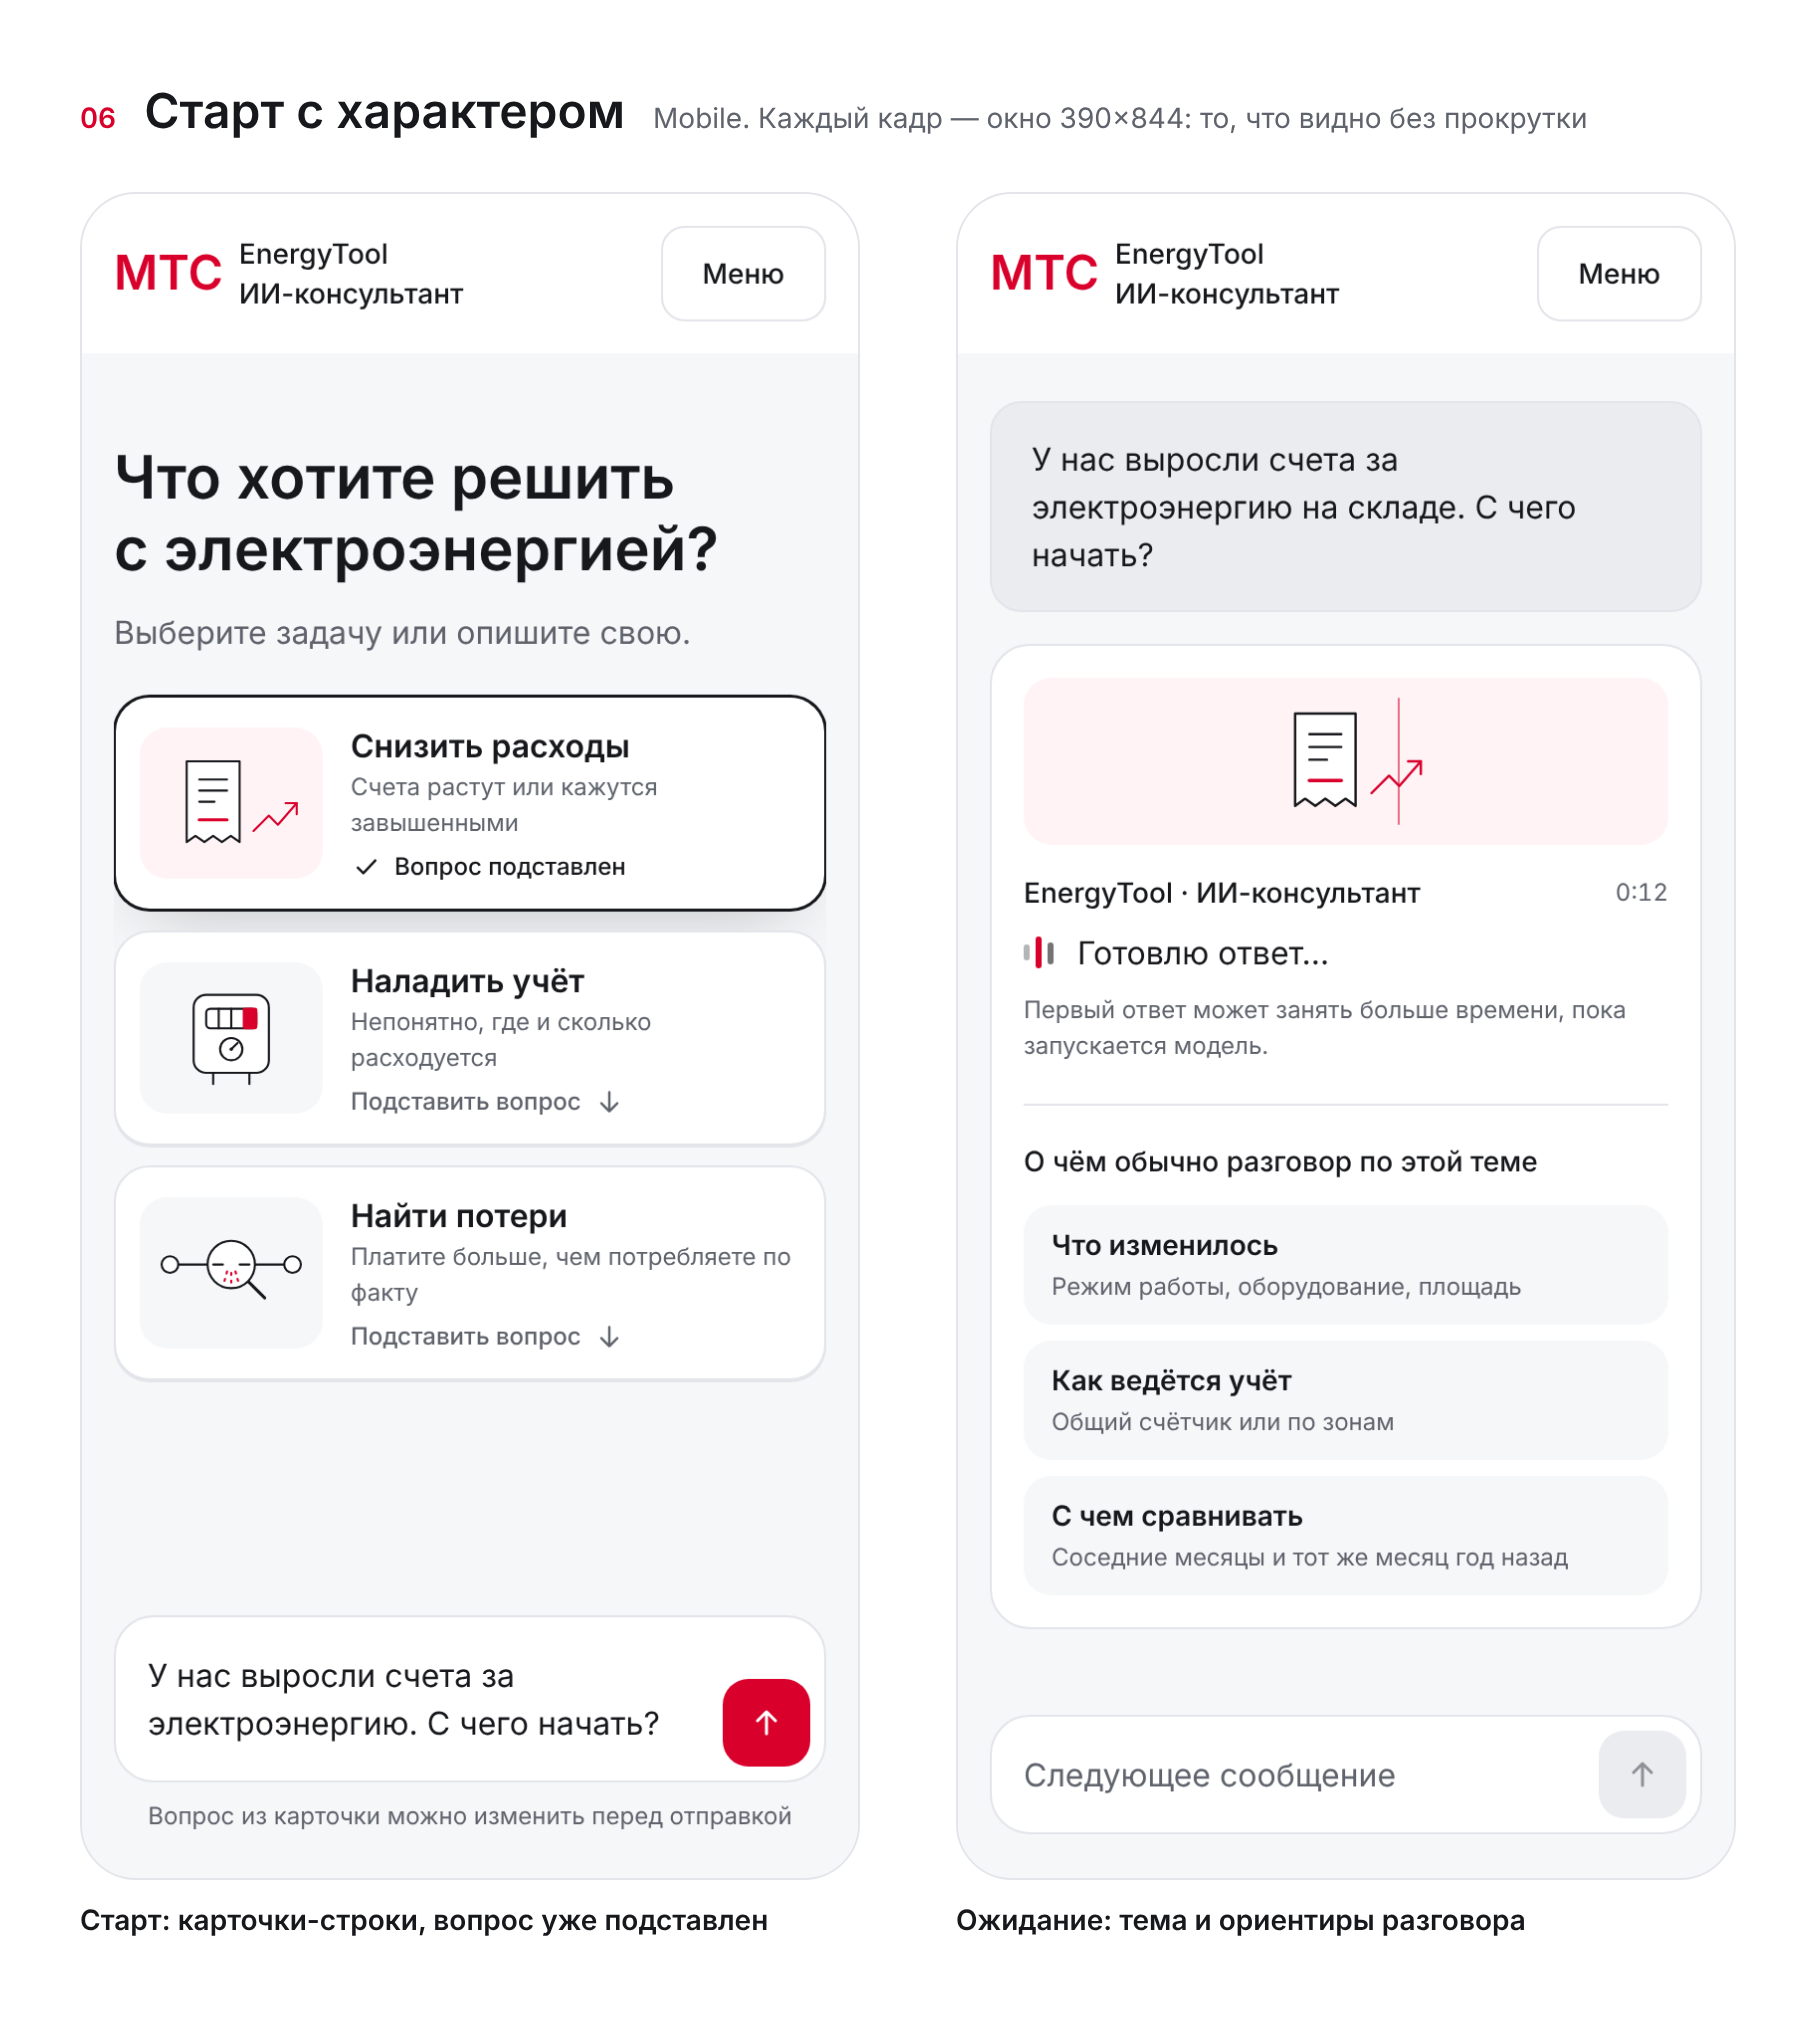 06 Старт с характером Mobile. Каждый кадр — окно 390×844: то, что видно без прокрутки
МТС
EnergyTool
ИИ-консультант
Меню
Что хотите решить
с электроэнергией?
Выберите задачу или опишите свою.
Снизить расходы
Счета растут или кажутся
завышенными
Вопрос подставлен
Наладить учёт
Непонятно, где и сколько
расходуется
Подставить вопрос
Найти потери
Платите больше, чем потребляете по
факту
Подставить вопрос
У нас выросли счета за
электроэнергию. С чего начать?
Вопрос из карточки можно изменить перед отправкой
Старт: карточки-строки, вопрос уже подставлен
МТС
EnergyTool
ИИ-консультант
Меню
У нас выросли счета за
электроэнергию на складе. С чего
начать?
EnergyTool · ИИ-консультант 0:12
Готовлю ответ...
Первый ответ может занять больше времени, пока
запускается модель.
О чём обычно разговор по этой теме
Что изменилось
Режим работы, оборудование, площадь
Как ведётся учёт
Общий счётчик или по зонам
С чем сравнивать
Соседние месяцы и тот же месяц год назад
Следующее сообщение
Ожидание: тема и ориентиры разговора